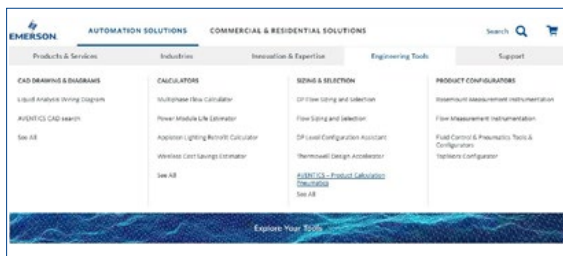 EMERSON
AUTOMATION SOLUTIONS
COMMERCIAL & RESIDENTIAL SOLUTIONS
Search
Products & Services
Industries
Innovation & Expertise
Engineering Tools
Support
CAD DRAWING & DIAGRAMS
Liquid Analysis Wiring Diagram
AVENTICS CAD search
See All
CALCULATORS
Multiphase Flow Calculator
Power Module Life Estimator
Appleton Lighting Retrofit Calculator
Wireless Cost Savings Estimator
See All
SIZING & SELECTION
DP Flow Sizing and Selection
Flow Sizing and Selection
DP Level Configuration Assistant
Thermowell Design Accelerator
AVENTICS – Product Calculation
Pneumatics
See All
PRODUCT CONFIGURATORS
Rosemount Measurement Instrumentation
Flow Measurement Instrumentation
Fluid Control & Pneumatics Tools &
Configurators
TopWorx Configurator
Explore Your Tools